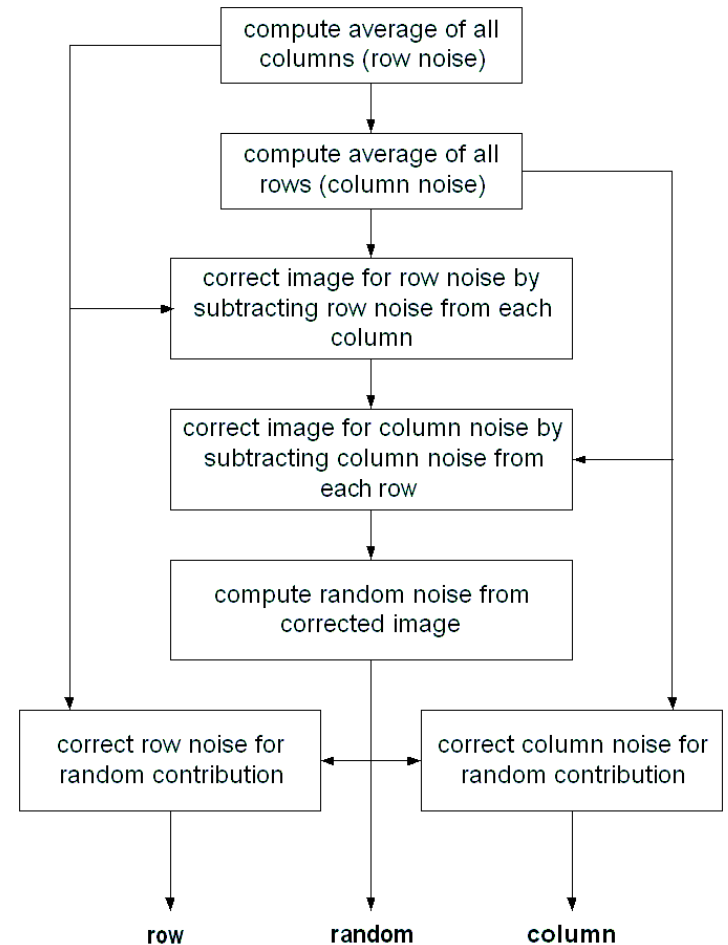 compute average of all
columns (row noise)
compute average of all
rows (column noise)
correct image for row noise by
subtracting row noise from each
column
correct image for column noise by
subtracting column noise from
each row
compute random noise from
corrected image
correct row noise for
random contribution
correct column noise for
random contribution
row
random
column